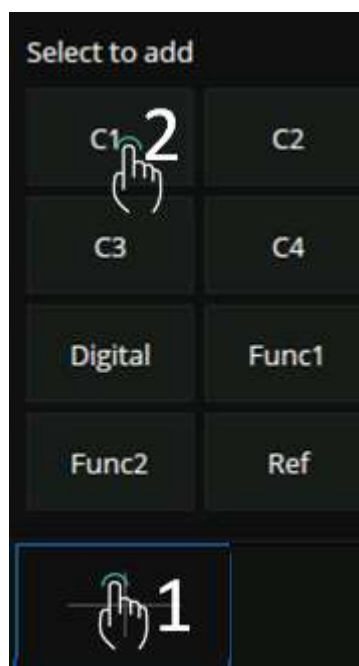 Select to add
C1 2 C2
C3 C4
Digital Func1
Func2 Ref
1